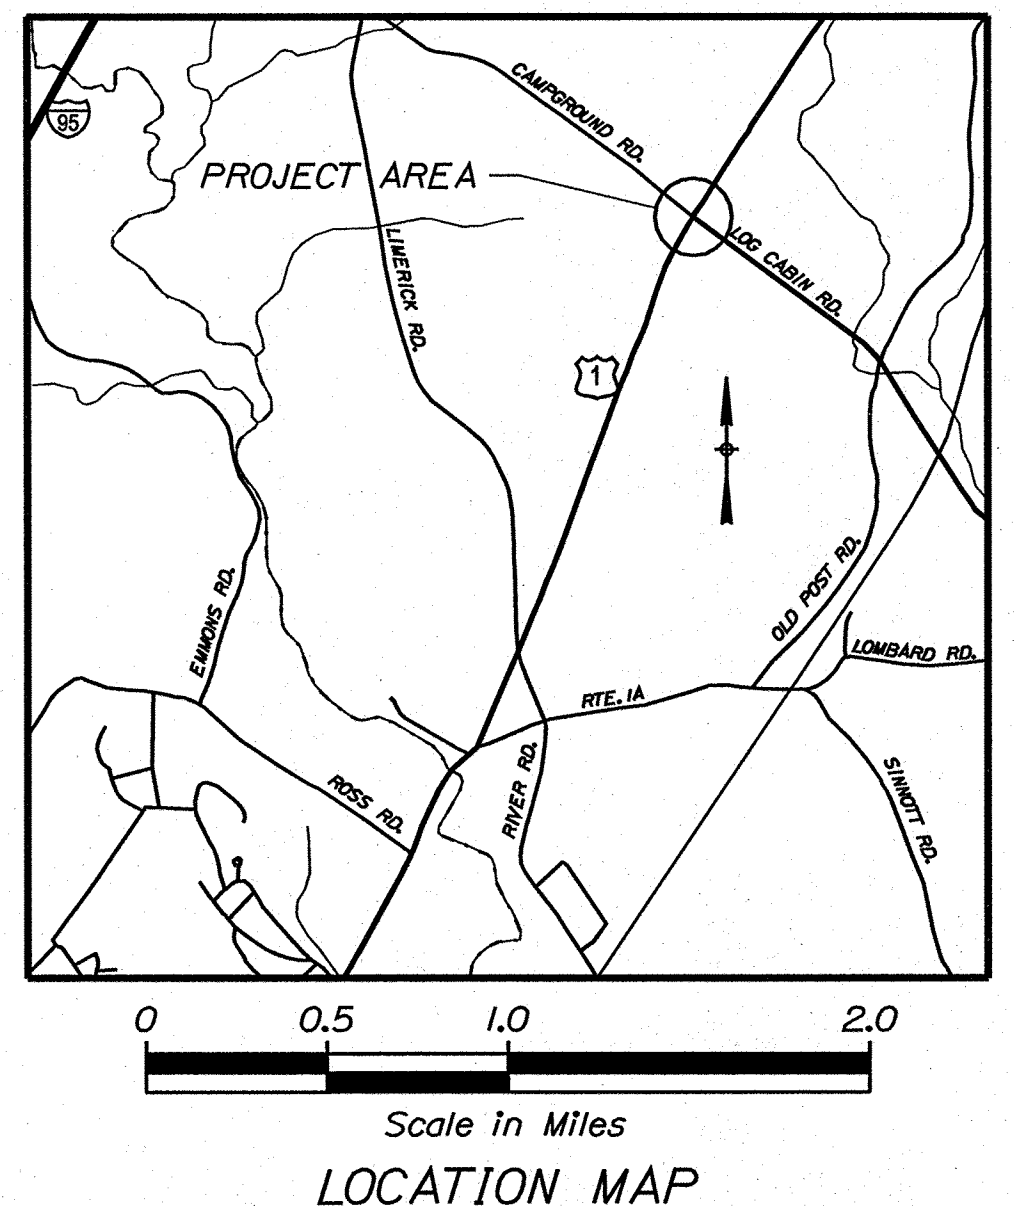 95
CAMPGROUND RD.
PROJECT AREA
LOG CABIN RD.
LIMERICK RD.
1
OLD POST RD.
EMMONS RD.
LOMBARD RD.
RTE. 1A
RIVER RD.
SINNOTT RD.
ROSS RD.
0 0.5 1.0 2.0
Scale in Miles
LOCATION MAP